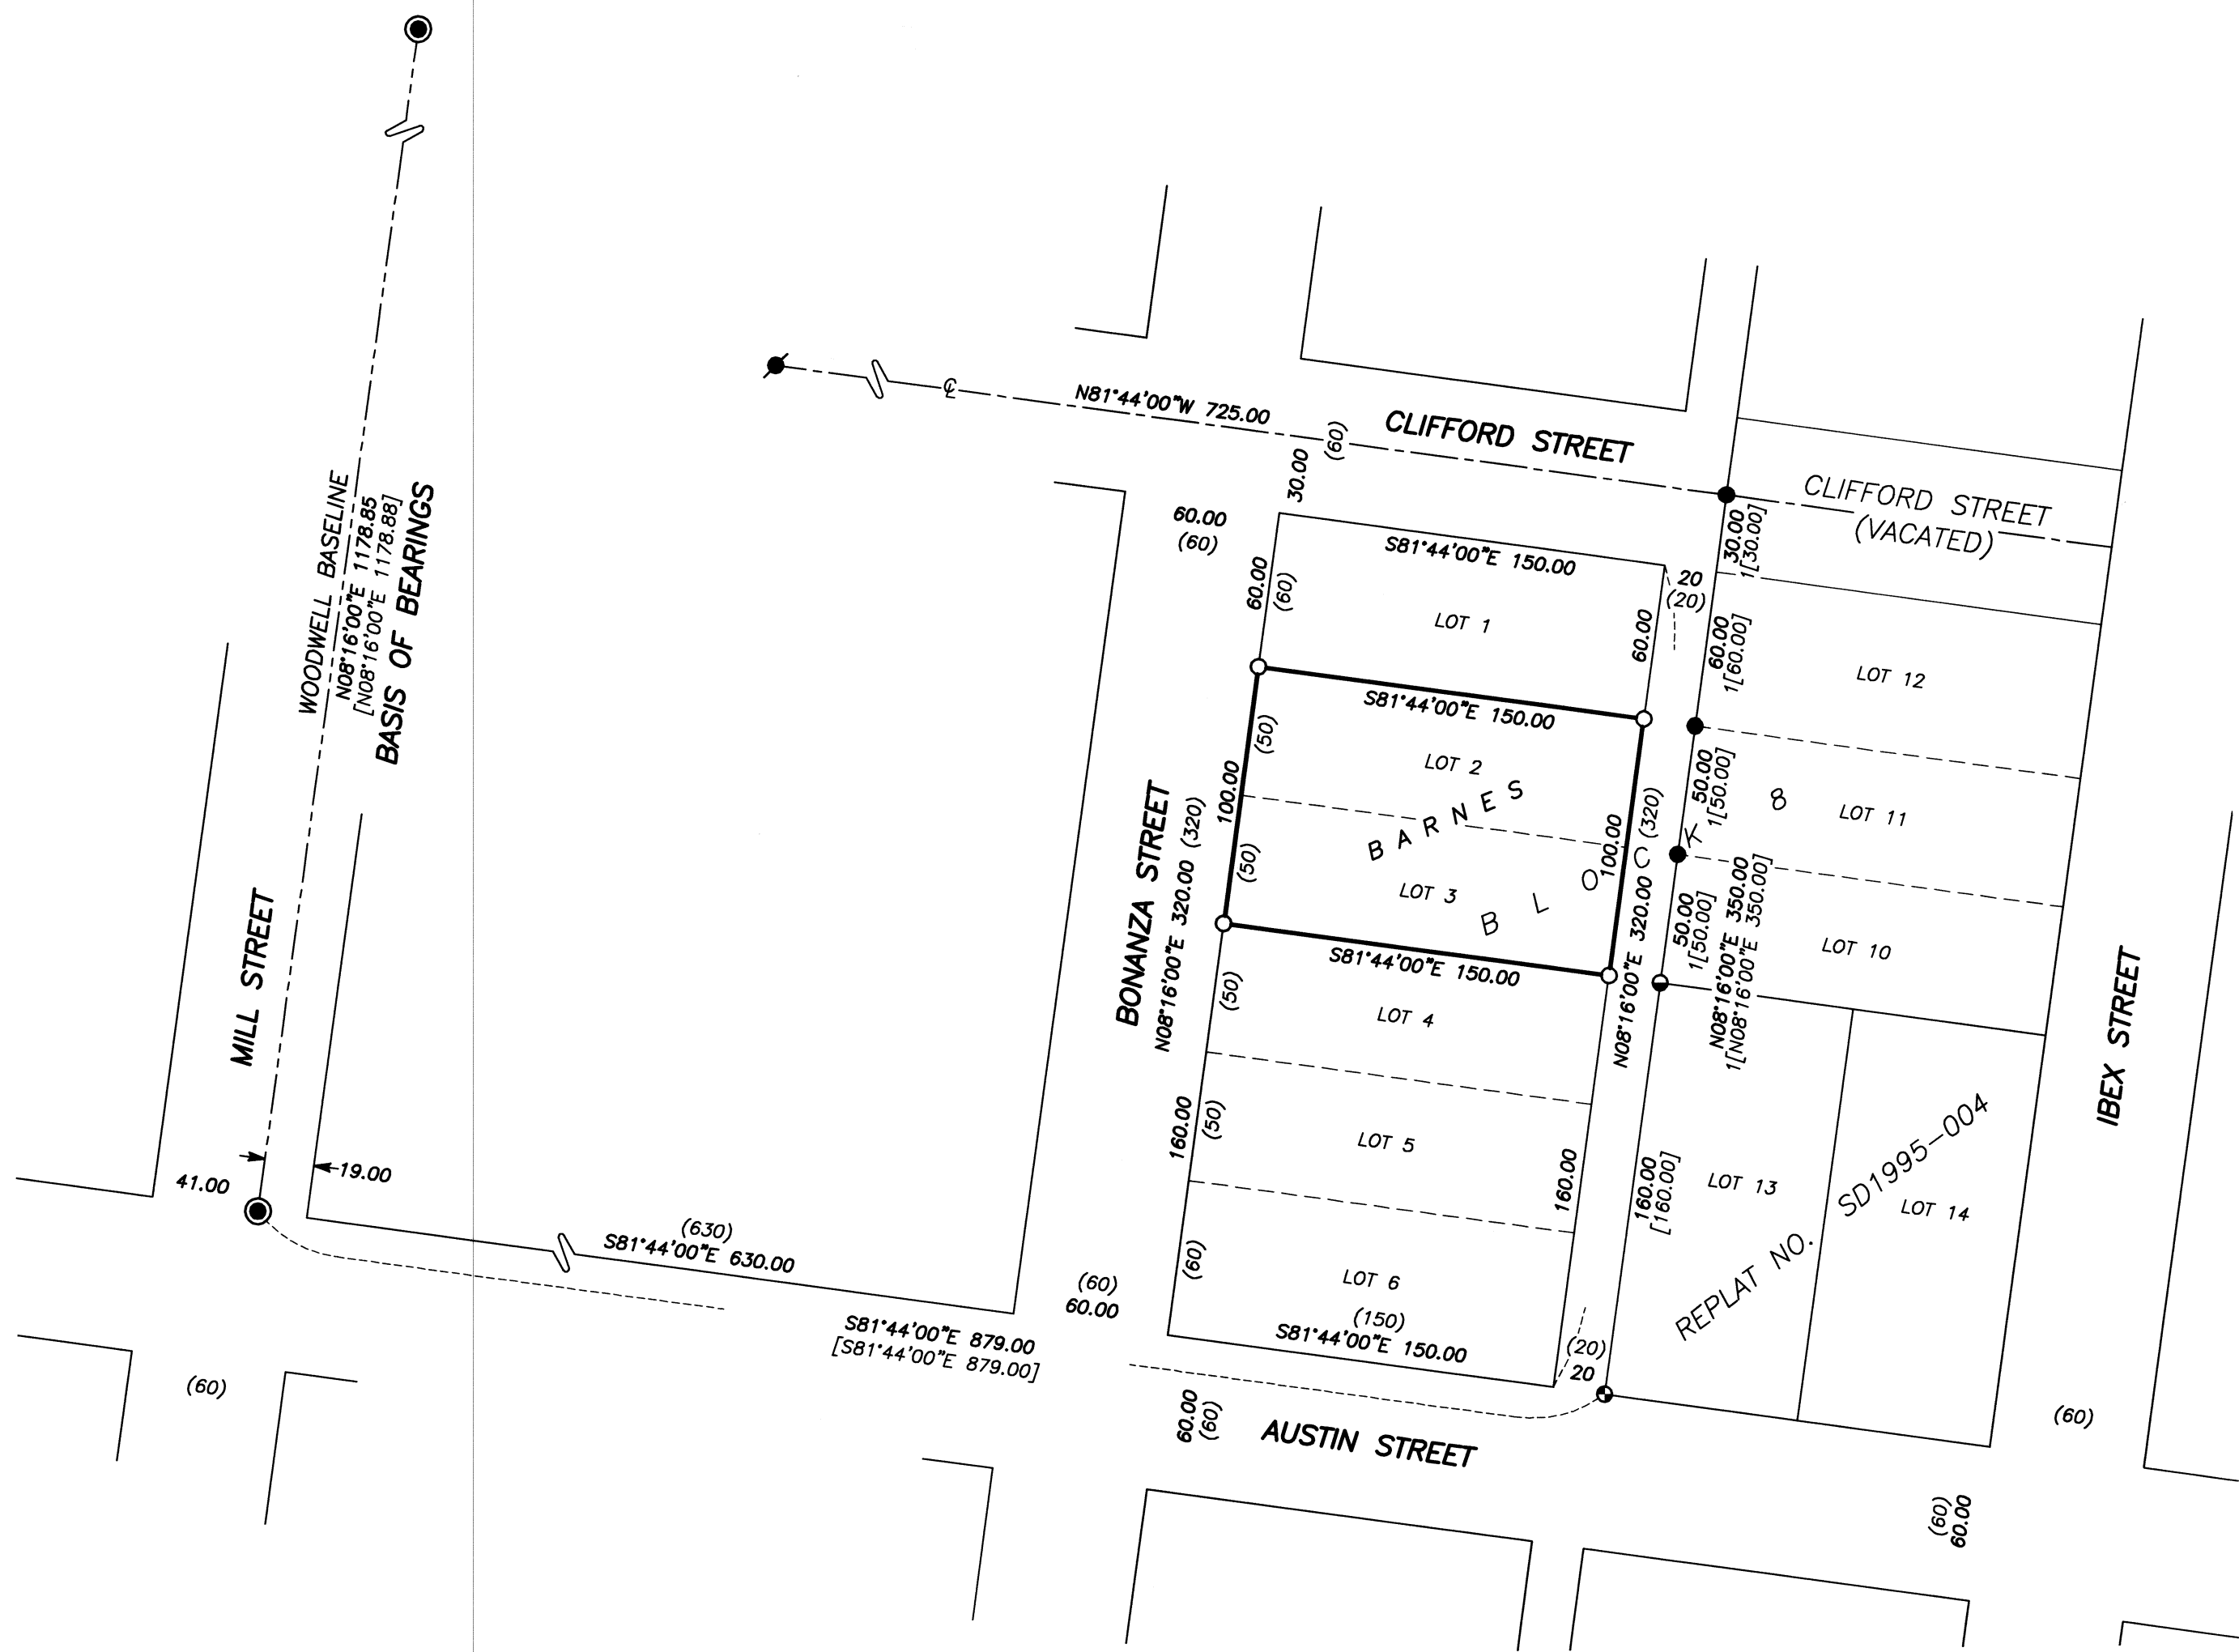 WOODWELL BASELINE
N08°16'00"E 1178.85
[N08°16'00"E 1178.88]
BASIS OF BEARINGS
MILL STREET
41.00
19.00
(630)
S81°44'00"E 630.00
S81°44'00"E 879.00
[S81°44'00"E 879.00]
(60)
℄
N81°44'00"W 725.00
CLIFFORD STREET
(60)
30.00
60.00
(60)
CLIFFORD STREET
(VACATED)
30.00
1[30.00]
S81°44'00"E 150.00
60.00
(60)
LOT 1
60.00
20
(20)
60.00
1[60.00]
LOT 12
S81°44'00"E 150.00
(50)
LOT 2
100.00
BARNES
(50)
LOT 3
BLOCK 8
100.00
(320)
50.00
1[50.00]
LOT 11
BONANZA STREET
N08°16'00"E 320.00 (320)
S81°44'00"E 150.00
N08°16'00"E 320.00
50.00
1[50.00]
N08°16'00"E 350.00
1[N08°16'00"E 350.00]
LOT 10
(50)
LOT 4
IBEX STREET
160.00
(50)
LOT 5
160.00
160.00
[160.00]
LOT 13
REPLAT NO. SD1995-004
LOT 14
(60)
LOT 6
(150)
S81°44'00"E 150.00
(60)
60.00
(20)
20
60.00
(60)
AUSTIN STREET
(60)
(60)
60.00